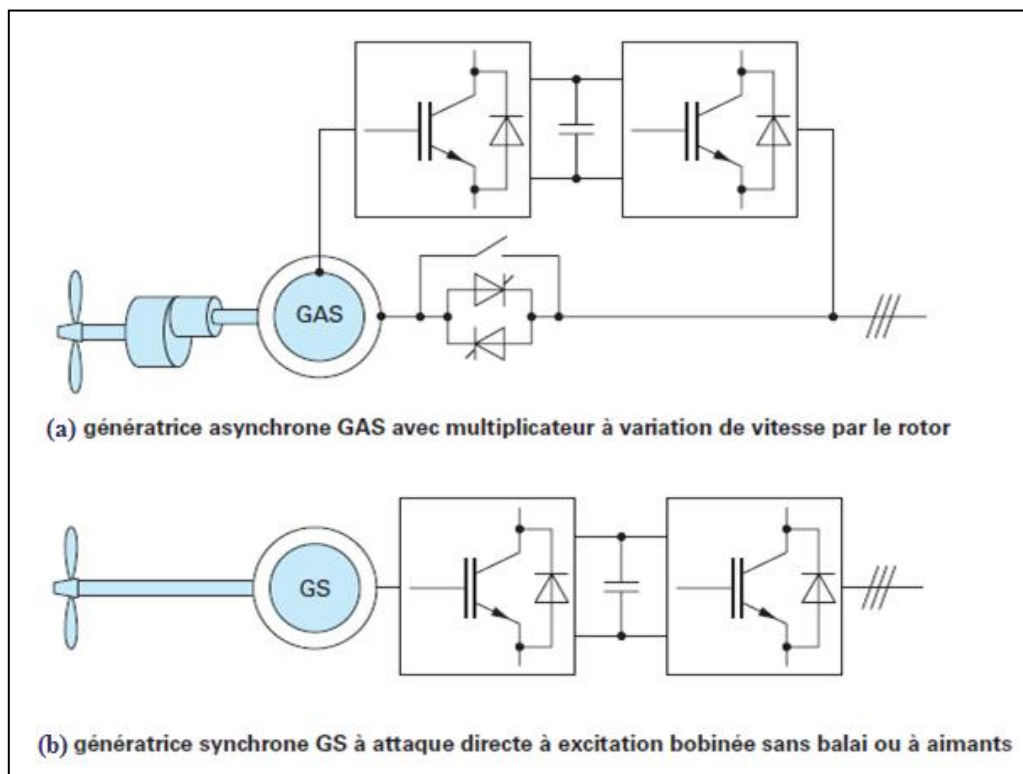 GAS
(a) génératrice asynchrone GAS avec multiplicateur à variation de vitesse par le rotor
GS
(b) génératrice synchrone GS à attaque directe à excitation bobinée sans balai ou à aimants